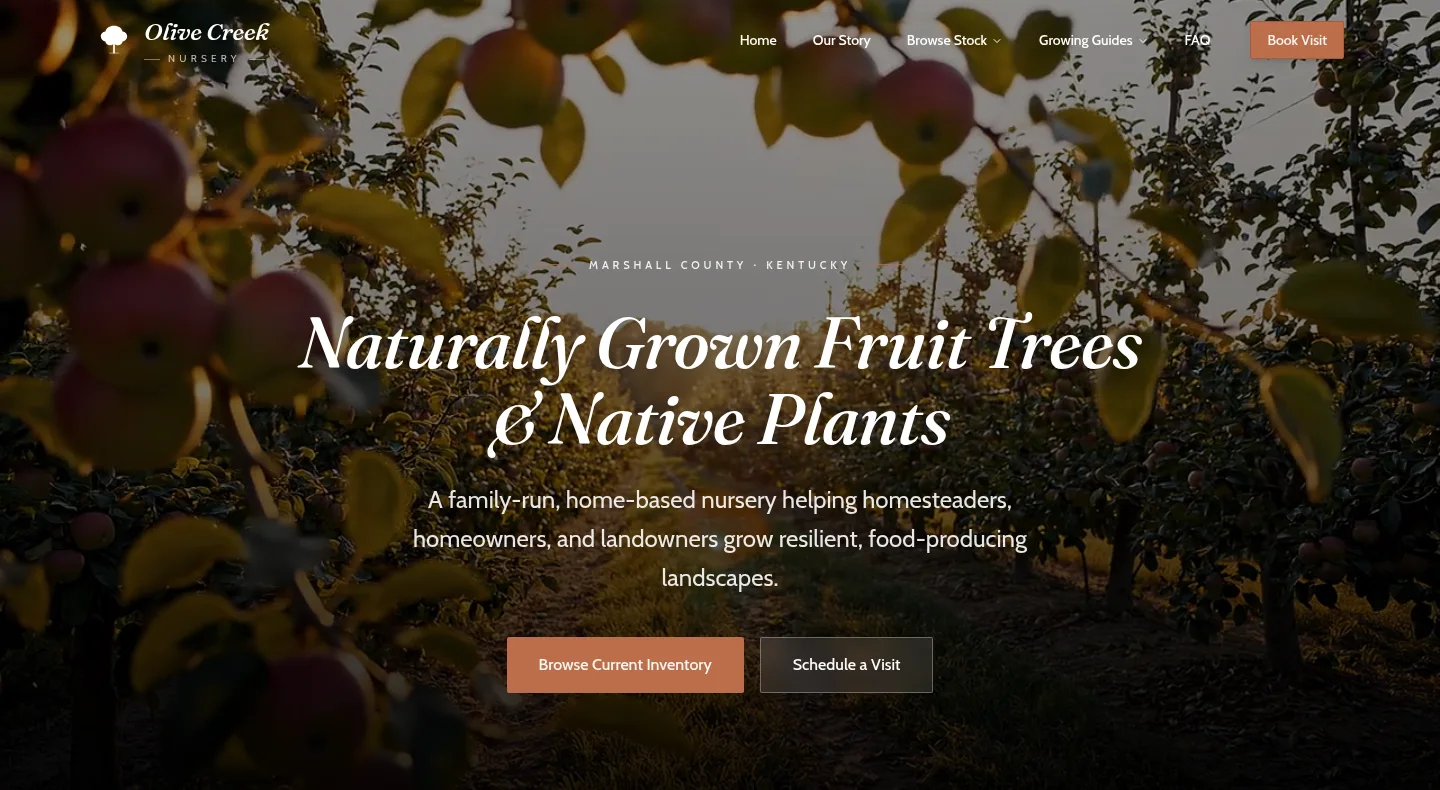 Olive Creek
NURSERY
Home
Our Story
Browse Stock
Growing Guides
FAQ
Book Visit
MARSHALL COUNTY · KENTUCKY
Naturally Grown Fruit Trees
& Native Plants
A family-run, home-based nursery helping homesteaders,
homeowners, and landowners grow resilient, food-producing
landscapes.
Browse Current Inventory
Schedule a Visit